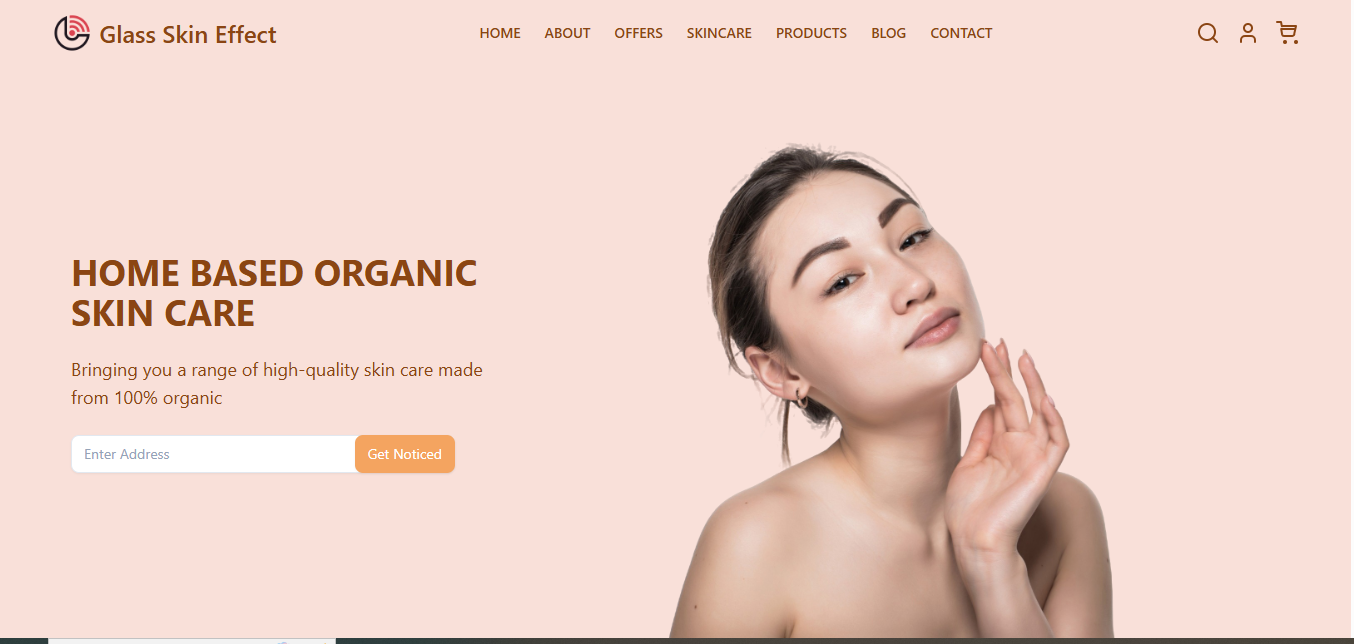 Glass Skin Effect
HOME ABOUT OFFERS SKINCARE PRODUCTS BLOG CONTACT
HOME BASED ORGANIC
SKIN CARE
Bringing you a range of high-quality skin care made
from 100% organic
Enter Address
Get Noticed